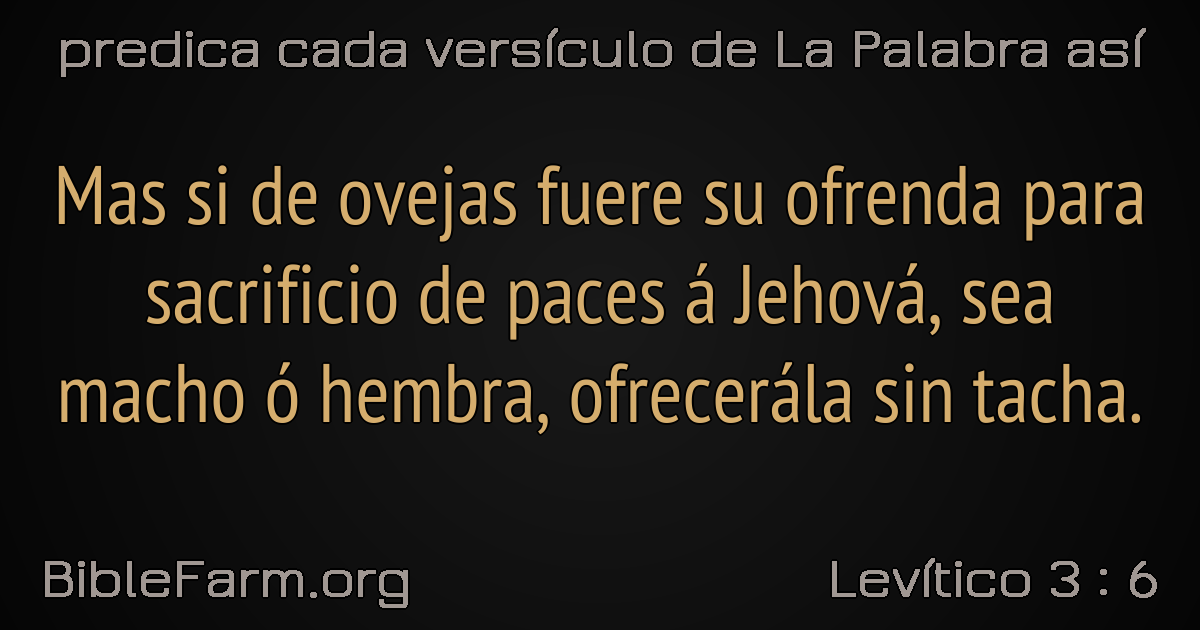 predica cada versículo de La Palabra así
Mas si de ovejas fuere su ofrenda para
sacrificio de paces á Jehová, sea
macho ó hembra, ofrecerála sin tacha.
BibleFarm.org
Levítico 3 : 6